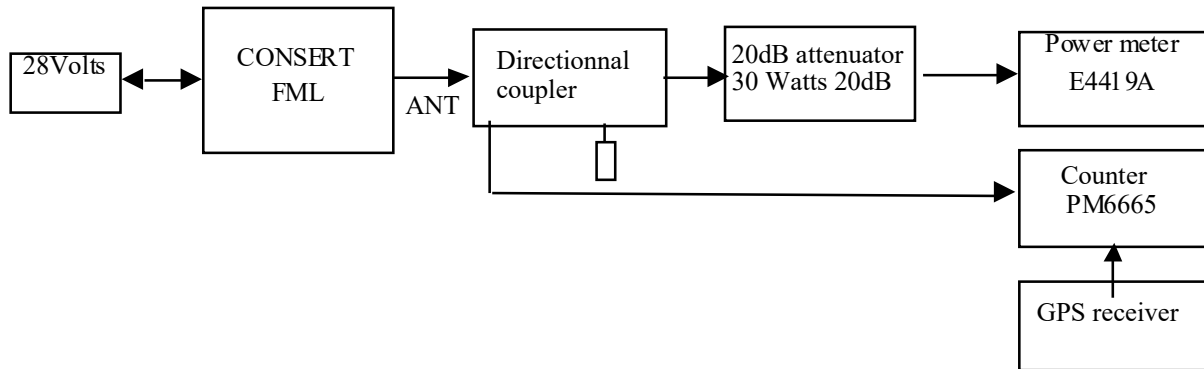 28Volts
CONSERT
FML
ANT
Directionnal
coupler
20dB attenuator
30 Watts 20dB
Power meter
E4419A
Counter
PM6665
GPS receiver